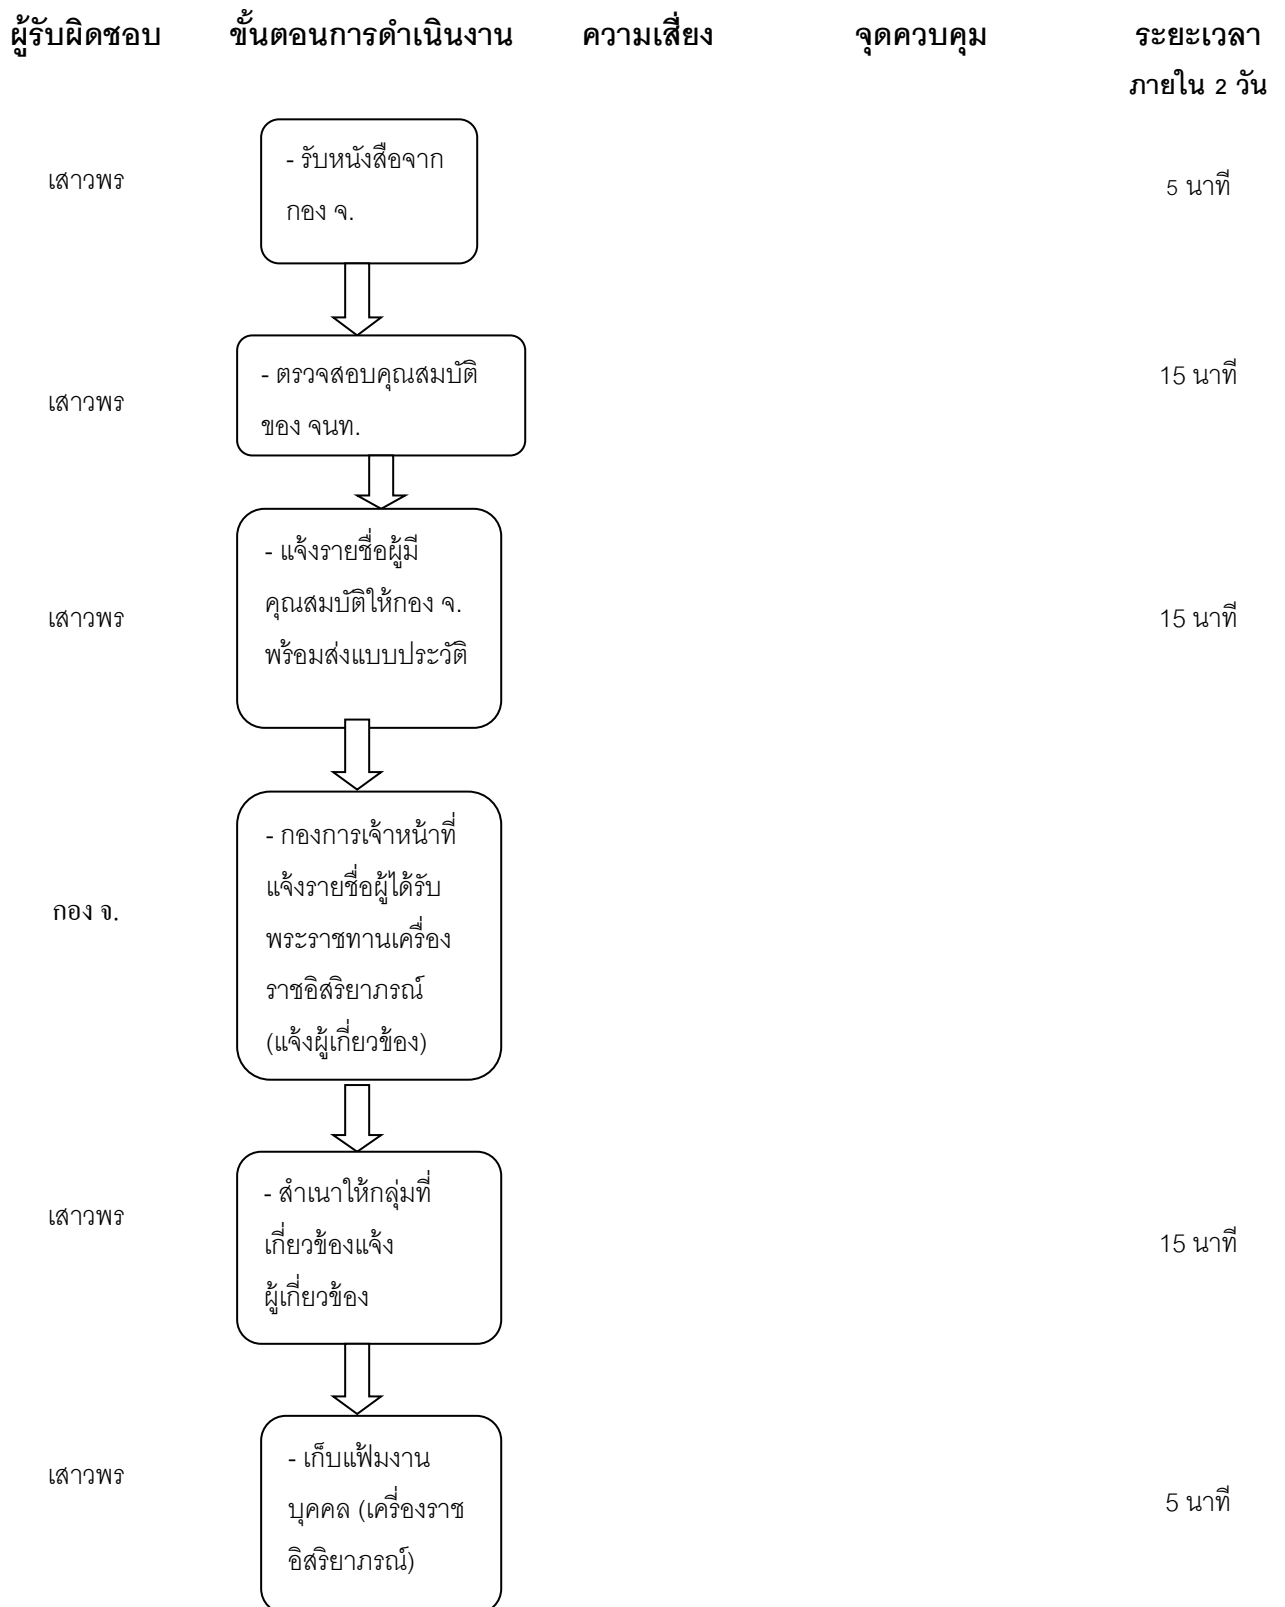 ผู้รับผิดชอบ ขั้นตอนการดำเนินงาน ความเสี่ยง จุดควบคุม ระยะเวลา
ภายใน 2 วัน
เสาวพร
- รับหนังสือจาก
กอง จ.
5 นาที
เสาวพร
- ตรวจสอบคุณสมบัติ
ของ จนท.
15 นาที
เสาวพร
- แจ้งรายชื่อผู้มี
คุณสมบัติให้กอง จ.
พร้อมส่งแบบประวัติ
15 นาที
กอง จ.
- กองการเจ้าหน้าที่
แจ้งรายชื่อผู้ได้รับ
พระราชทานเครื่อง
ราชอิสริยาภรณ์
(แจ้งผู้เกี่ยวข้อง)
เสาวพร
- สำเนาให้กลุ่มที่
เกี่ยวข้องแจ้ง
ผู้เกี่ยวข้อง
15 นาที
เสาวพร
- เก็บแฟ้มงาน
บุคคล (เครื่องราช
อิสริยาภรณ์)
5 นาที